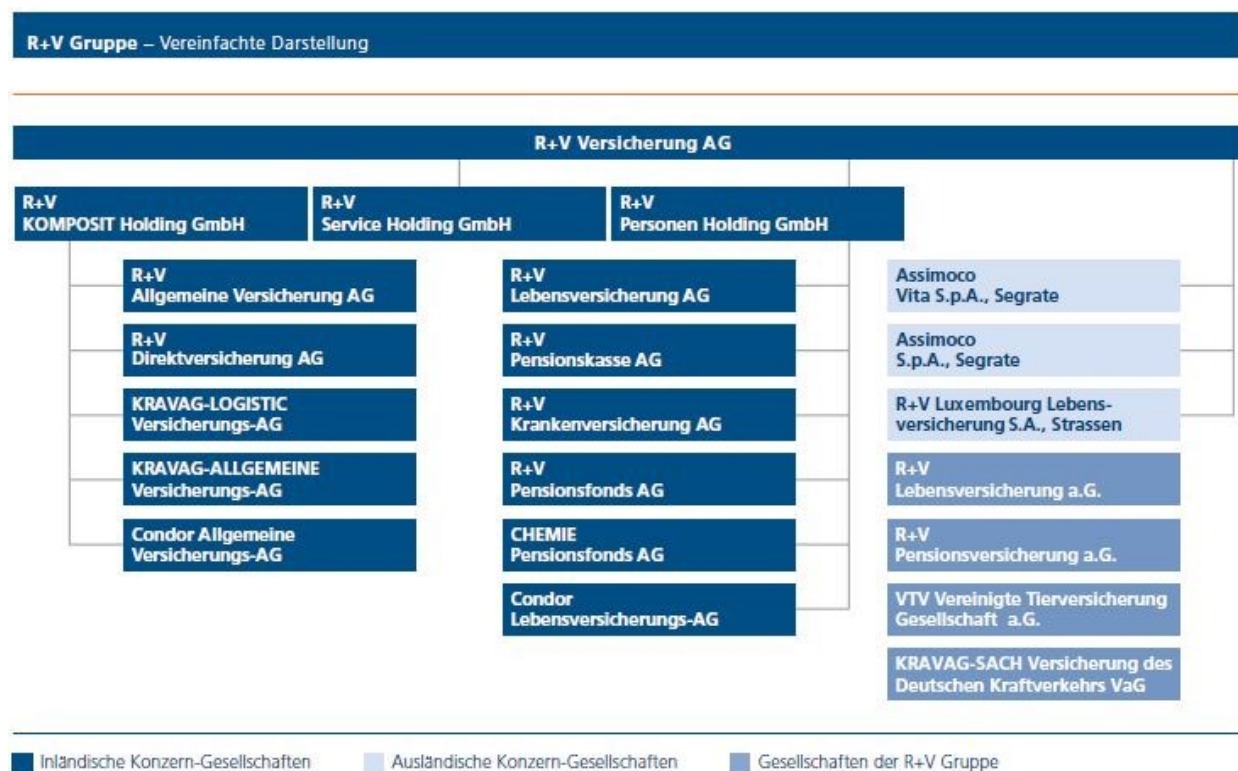 R+V Gruppe – Vereinfachte Darstellung
R+V Versicherung AG
R+V
KOMPOSIT Holding GmbH
R+V
Service Holding GmbH
R+V
Personen Holding GmbH
R+V
Allgemeine Versicherung AG
R+V
Direktversicherung AG
KRAVAG-LOGISTIC
Versicherungs-AG
KRAVAG-ALLGEMEINE
Versicherungs-AG
Condor Allgemeine
Versicherungs-AG
R+V
Lebensversicherung AG
R+V
Pensionskasse AG
R+V
Krankenversicherung AG
R+V
Pensionsfonds AG
CHEMIE
Pensionsfonds AG
Condor
Lebensversicherungs-AG
Assimoco
Vita S.p.A., Segrate
Assimoco
S.p.A., Segrate
R+V Luxembourg Lebens-
versicherung S.A., Strassen
R+V
Lebensversicherung a.G.
R+V
Pensionsversicherung a.G.
VTV Vereinigte Tierversicherung
Gesellschaft a.G.
KRAVAG-SACH Versicherung des
Deutschen Kraftverkehrs VaG
Inländische Konzern-Gesellschaften
Ausländische Konzern-Gesellschaften
Gesellschaften der R+V Gruppe